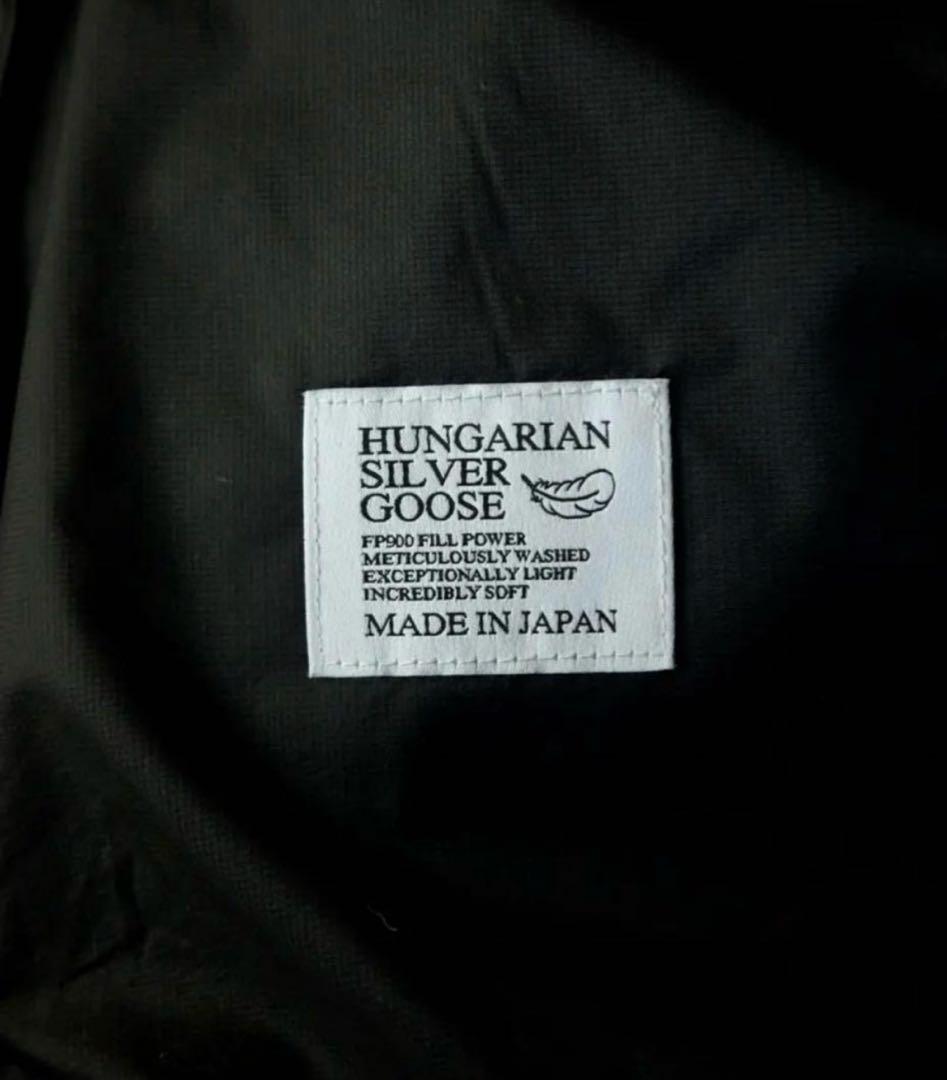 HUNGARIAN
SILVER
GOOSE
FP900 FILL POWER
METICULOUSLY WASHED
EXCEPTIONALLY LIGHT
INCREDIBLY SOFT
MADE IN JAPAN